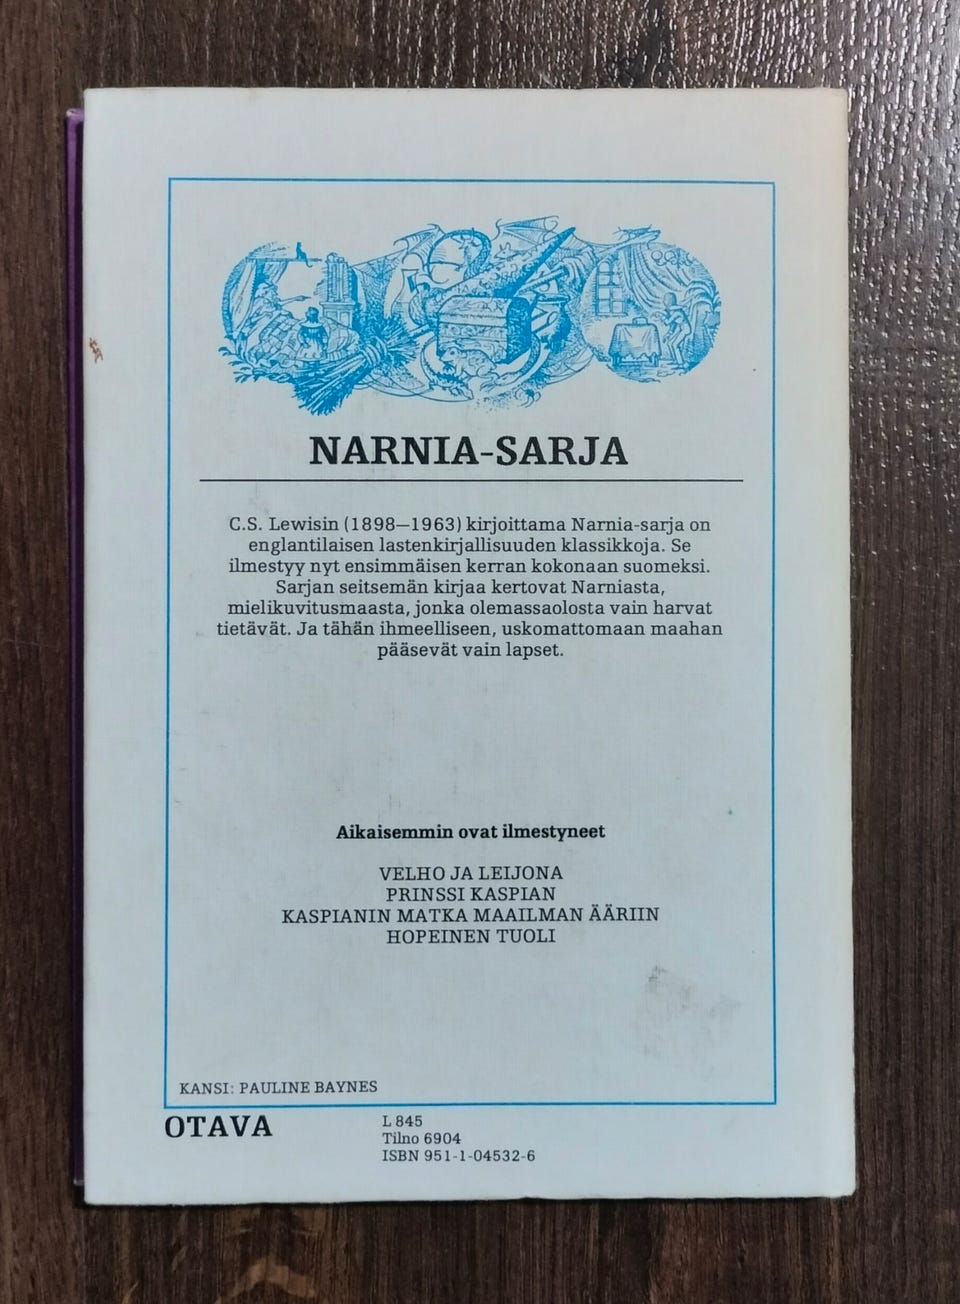 NARNIA-SARJA
C.S. Lewisin (1898–1963) kirjoittama Narnia-sarja on
englantilaisen lastenkirjallisuuden klassikkoja. Se
ilmestyy nyt ensimmäisen kerran kokonaan suomeksi.
Sarjan seitsemän kirjaa kertovat Narniasta,
mielikuvitusmaasta, jonka olemassaolosta vain harvat
tietävät. Ja tähän ihmeelliseen, uskomattomaan maahan
pääsevät vain lapset.
Aikaisemmin ovat ilmestyneet
VELHO JA LEIJONA
PRINSSI KASPIAN
KASPIANIN MATKA MAAILMAN ÄÄRIIN
HOPEINEN TUOLI
KANSI: PAULINE BAYNES
OTAVA
L 845
Tilno 6904
ISBN 951-1-04532-6